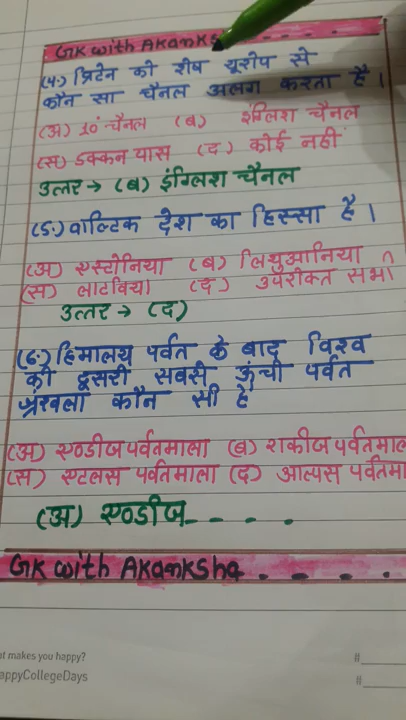 GK with Akanks
(4.) ब्रिटेन को शेष यूरोप से
कौन सा चैनल अलग करता है।
(अ) 10 चैनल (ब) इंग्लिश चैनल
(स) डक्कन पास (द) कोई नही
उत्तर → (ब) इंग्लिश चैनल
(5.) वाल्टिक देश का हिस्सा है।
(अ) एस्टोनिया (ब) लिथुआनिया
(स) लाटविया (द) उपरोक्त सभी
उत्तर → (द)
(6.) हिमालय पर्वत के बाद विश्व
की दूसरी सबसे ऊंची पर्वत
श्रंखला कौन सी है
(अ) एण्डीज पर्वतमाला (ब) राकीज पर्वतमाल
(स) एटलस पर्वतमाला (द) आल्पस पर्वतमा
(अ) एण्डीज - - . .
GK with Akanksha - - . .
at makes you happy? #
appyCollegeDays #